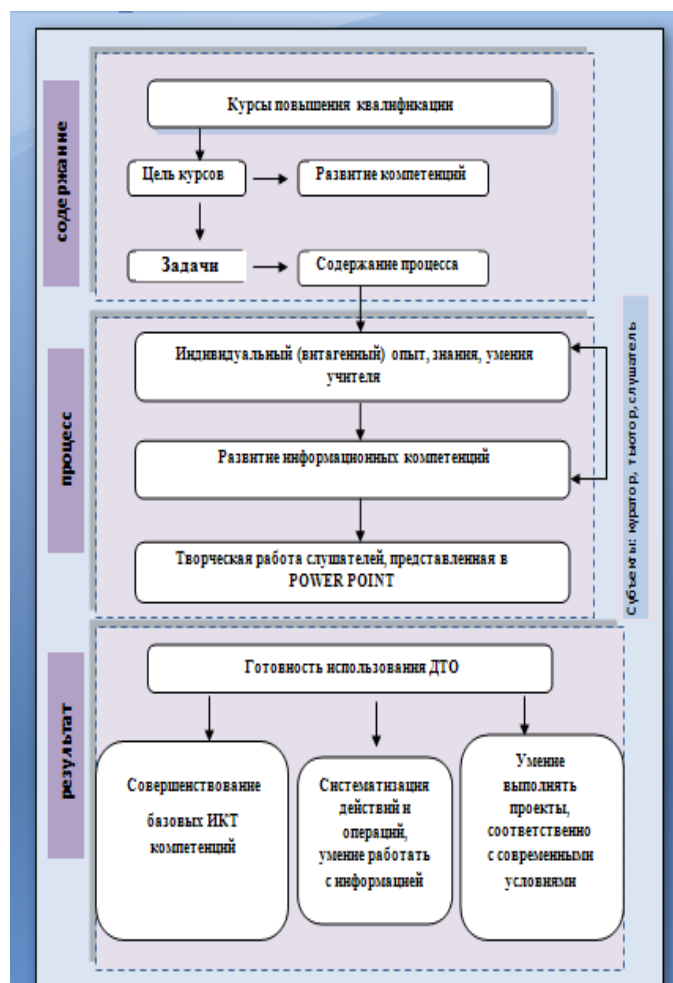 содержание
Курсы повышения квалификации
Цель курсов
Развитие компетенций
Задачи
Содержание процесса
процесс
Индивидуальный (витагенный) опыт, знания, умения
учителя
Развитие информационных компетенций
Творческая работа слушателей, представленная в
POWER POINT
Субъекты: куратор, тьютор, слушатель
результат
Готовность использования ДТО
Совершенствование
базовых ИКТ
компетенций
Систематизация
действий и
операций,
умение работать
с информацией
Умение
выполнять
проекты,
соответственно
с современными
условиями